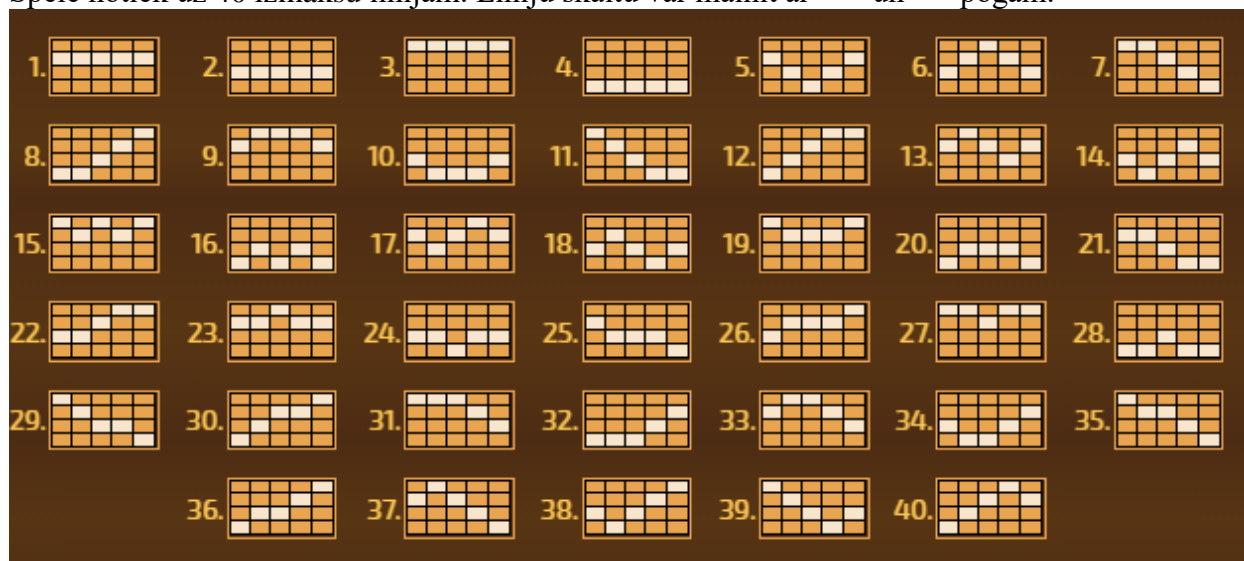 Spēle notiek uz 40 izmaksu līnijām. Līniju skaitu var mainīt ar un pogām.
1. 2. 3. 4. 5. 6. 7.
8. 9. 10. 11. 12. 13. 14.
15. 16. 17. 18. 19. 20. 21.
22. 23. 24. 25. 26. 27. 28.
29. 30. 31. 32. 33. 34. 35.
36. 37. 38. 39. 40.